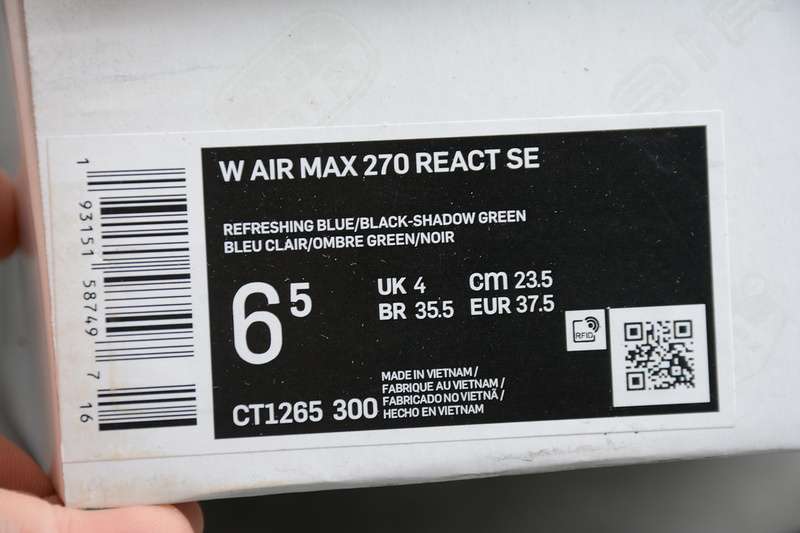 W AIR MAX 270 REACT SE
REFRESHING BLUE/BLACK-SHADOW GREEN
BLEU CLAIR/OMBRE GREEN/NOIR
6⁵
UK 4 CM 23.5
BR 35.5 EUR 37.5
RFID
MADE IN VIETNAM /
FABRIQUE AU VIETNAM /
FABRICADO NO VIETNÃ /
HECHO EN VIETNAM
CT1265 300
1 93151 58749 7 16